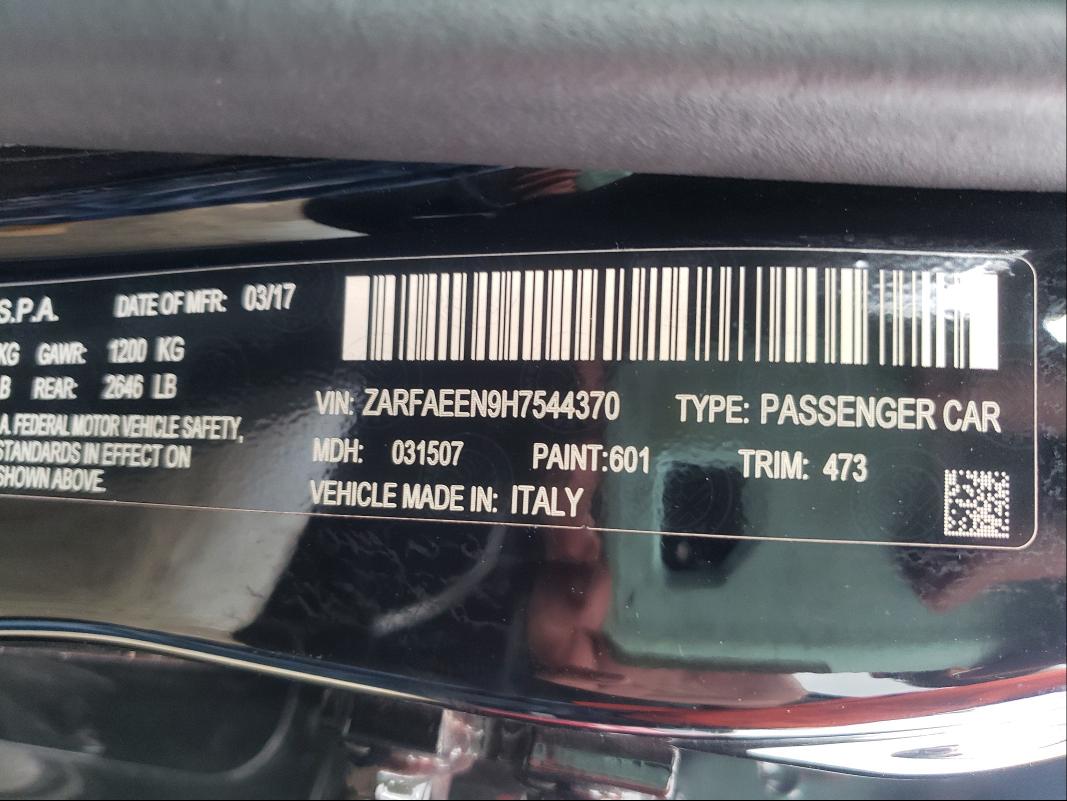 S.P.A. DATE OF MFR: 03/17
KG GAWR: 1200 KG
B REAR: 2646 LB
A. FEDERAL MOTOR VEHICLE SAFETY,
STANDARDS IN EFFECT ON
SHOWN ABOVE.
VIN: ZARFAEEN9H7544370 TYPE: PASSENGER CAR
MDH: 031507 PAINT:601 TRIM: 473
VEHICLE MADE IN: ITALY